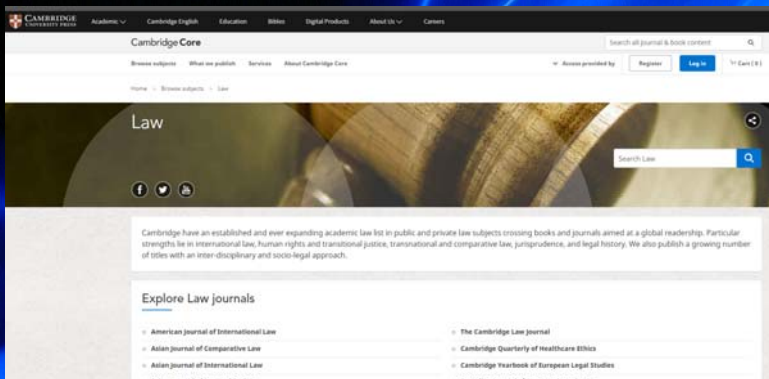 CAMBRIDGE
UNIVERSITY PRESS
Academic
Cambridge English
Education
Bibles
Digital Products
About Us
Careers
Cambridge Core
Search all journal & book content
Browse subjects
What we publish
Services
About Cambridge Core
Access provided by
Register
Log in
Cart ( 0 )
Home > Browse subjects > Law
Law
Search Law
Cambridge have an established and ever expanding academic law list in public and private law subjects crossing books and journals aimed at a global readership. Particular
strengths lie in international law, human rights and transitional justice, transnational and comparative law, jurisprudence, and legal history. We also publish a growing number
of titles with an inter-disciplinary and socio-legal approach.
Explore Law journals
American Journal of International Law
The Cambridge Law Journal
Asian Journal of Comparative Law
Cambridge Quarterly of Healthcare Ethics
Asian Journal of International Law
Cambridge Yearbook of European Legal Studies